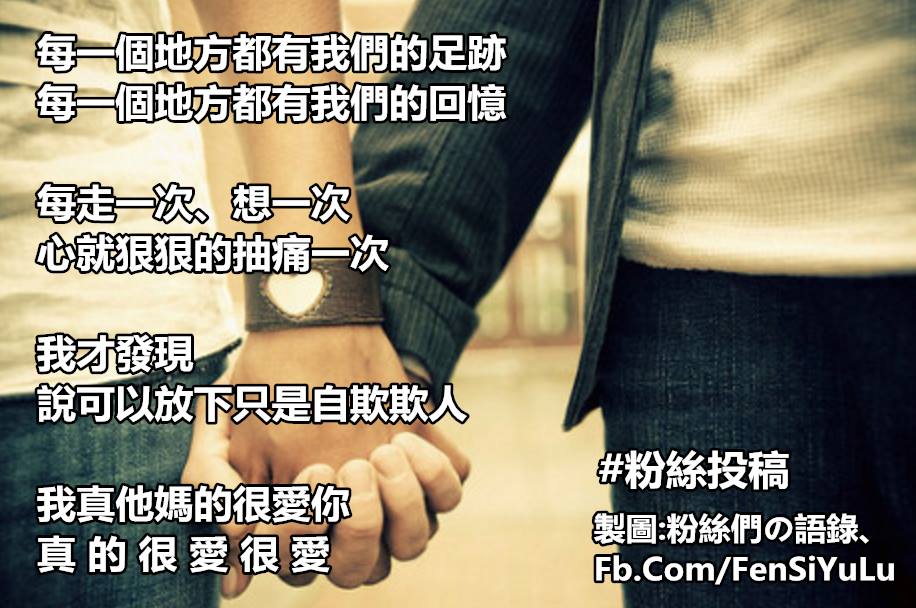 每一個地方都有我們的足跡
每一個地方都有我們的回憶
每走一次、想一次
心就狠狠的抽痛一次
我才發現
說可以放下只是自欺欺人
我真他媽的很愛你
真的很愛很愛
#粉絲投稿
製圖:粉絲們の語錄、
Fb.Com/FenSiYuLu